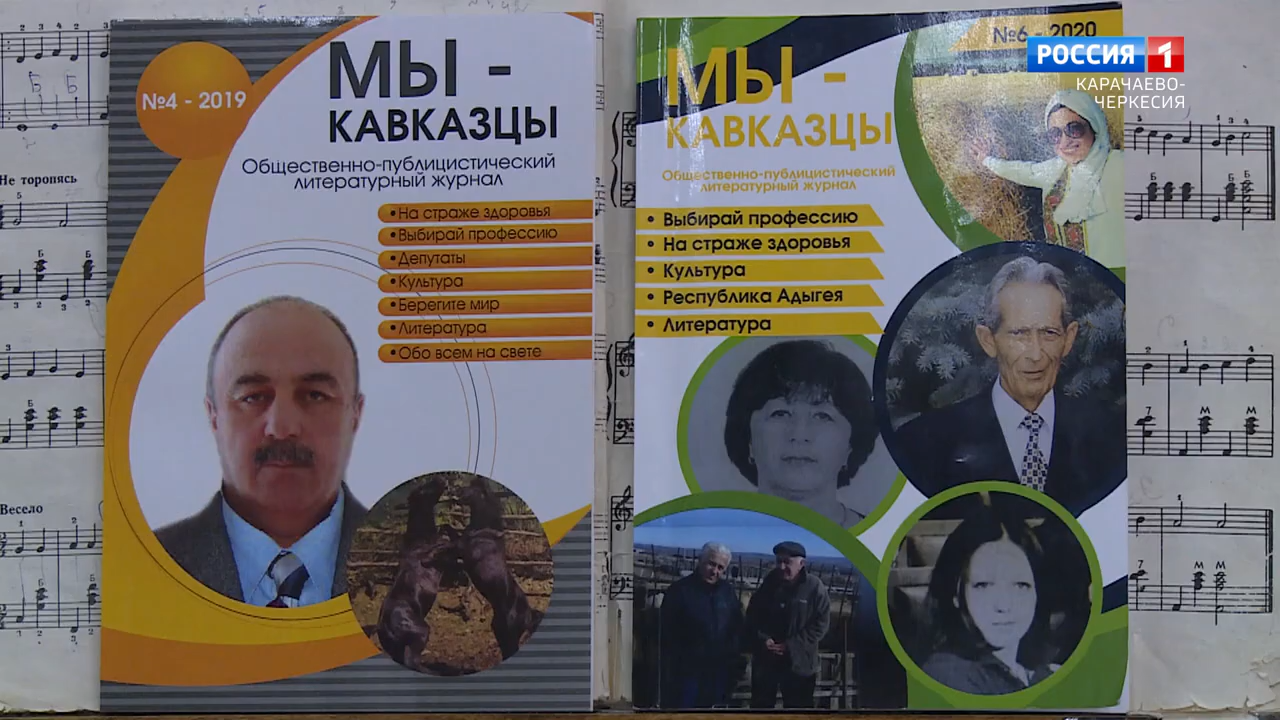 РОССИЯ 1
КАРАЧАЕВО-
ЧЕРКЕСИЯ
№4 - 2019
МЫ -
КАВКАЗЦЫ
Общественно-публицистический
литературный журнал
• На страже здоровья
• Выбирай профессию
• Депутаты
• Культура
• Берегите мир
• Литература
• Обо всем на свете
№6 - 2020
МЫ -
КАВКАЗЦЫ
Общественно-публицистический
литературный журнал
• Выбирай профессию
• На страже здоровья
• Культура
• Республика Адыгея
• Литература
Не торопясь
Весело